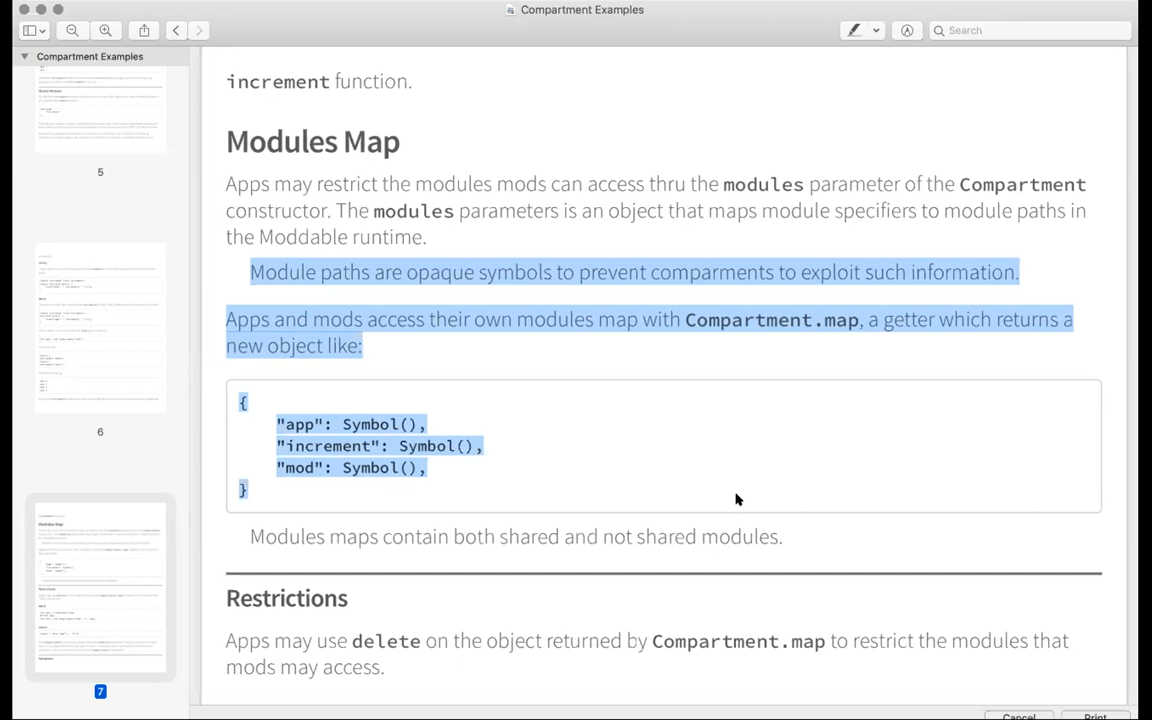 Compartment Examples
Search
Compartment Examples
5
6
7
increment function.
Modules Map
Apps may restrict the modules mods can access thru the modules parameter of the Compartment
constructor. The modules parameters is an object that maps module specifiers to module paths in
the Moddable runtime.
Module paths are opaque symbols to prevent comparments to exploit such information.
Apps and mods access their own modules map with Compartment.map, a getter which returns a
new object like:
{
"app": Symbol(),
"increment": Symbol(),
"mod": Symbol(),
}
Modules maps contain both shared and not shared modules.
Restrictions
Apps may use delete on the object returned by Compartment.map to restrict the modules that
mods may access.
Cancel
Print